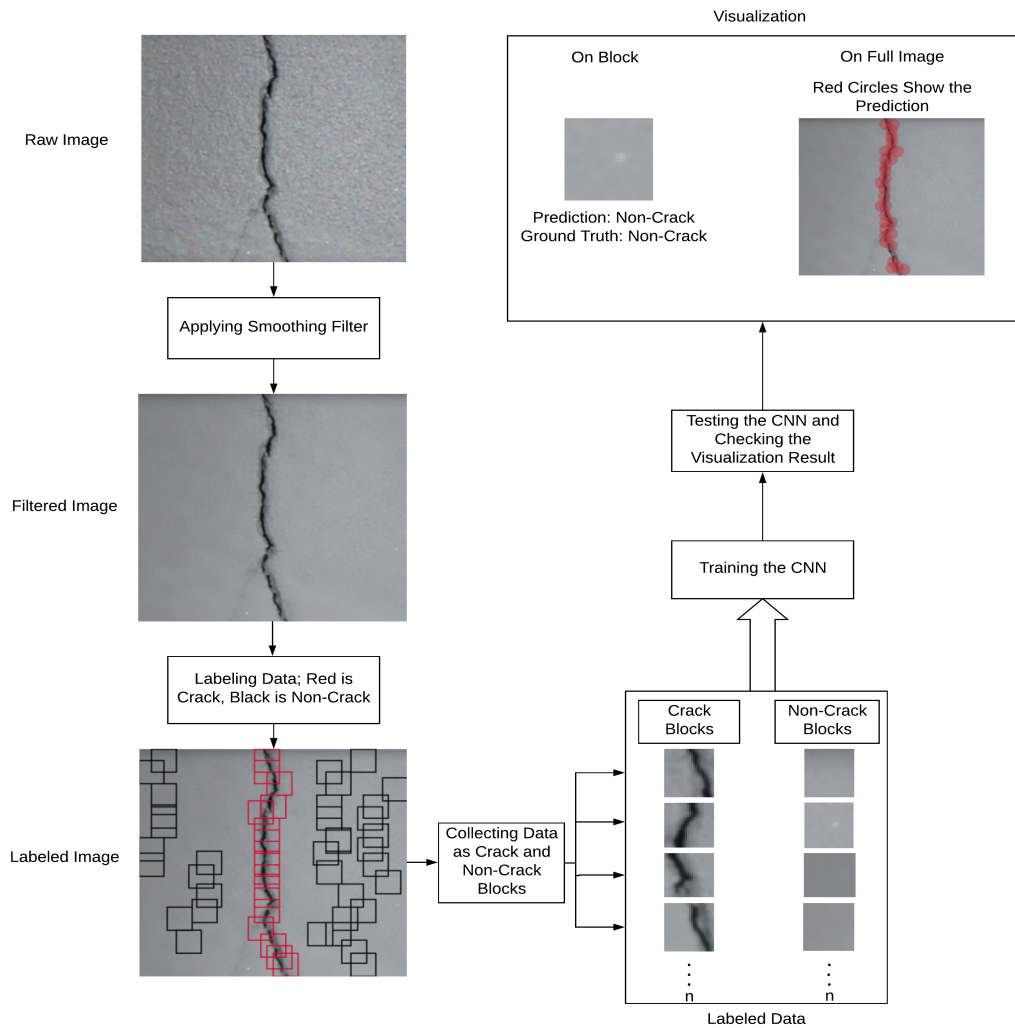 Raw Image
Applying Smoothing Filter
Filtered Image
Labeling Data; Red is
Crack, Black is Non-Crack
Labeled Image
Collecting Data
as Crack and
Non-Crack
Blocks
Crack
Blocks
Non-Crack
Blocks
n
n
Labeled Data
Training the CNN
Testing the CNN and
Checking the
Visualization Result
Visualization
On Block
Prediction: Non-Crack
Ground Truth: Non-Crack
On Full Image
Red Circles Show the
Prediction